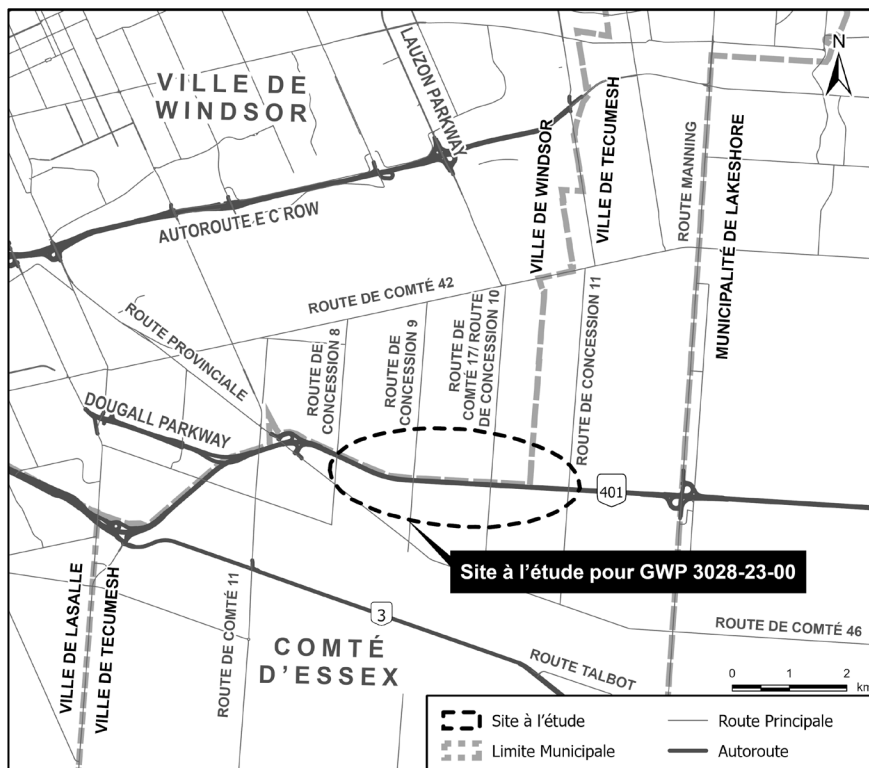 N
VILLE DE
WINDSOR
LAUZON PARKWAY
AUTOROUTE E C ROW
VILLE DE WINDSOR
VILLE DE TECUMESH
ROUTE MANNING
MUNICIPALITÉ DE LAKESHORE
ROUTE DE COMTÉ 42
ROUTE PROVINCIALE
DOUGALL PARKWAY
ROUTE DE
CONCESSION 8
ROUTE DE
CONCESSION 9
ROUTE DE
COMTÉ 17/ ROUTE
DE CONCESSION 10
ROUTE DE CONCESSION 11
401
Site à l'étude pour GWP 3028-23-00
VILLE DE LASALLE
VILLE DE TECUMESH
ROUTE DE COMTÉ 11
3
COMTÉ
D'ESSEX
ROUTE DE COMTÉ 46
ROUTE TALBOT
0 1 2
km
Site à l'étude
Route Principale
Limite Municipale
Autoroute